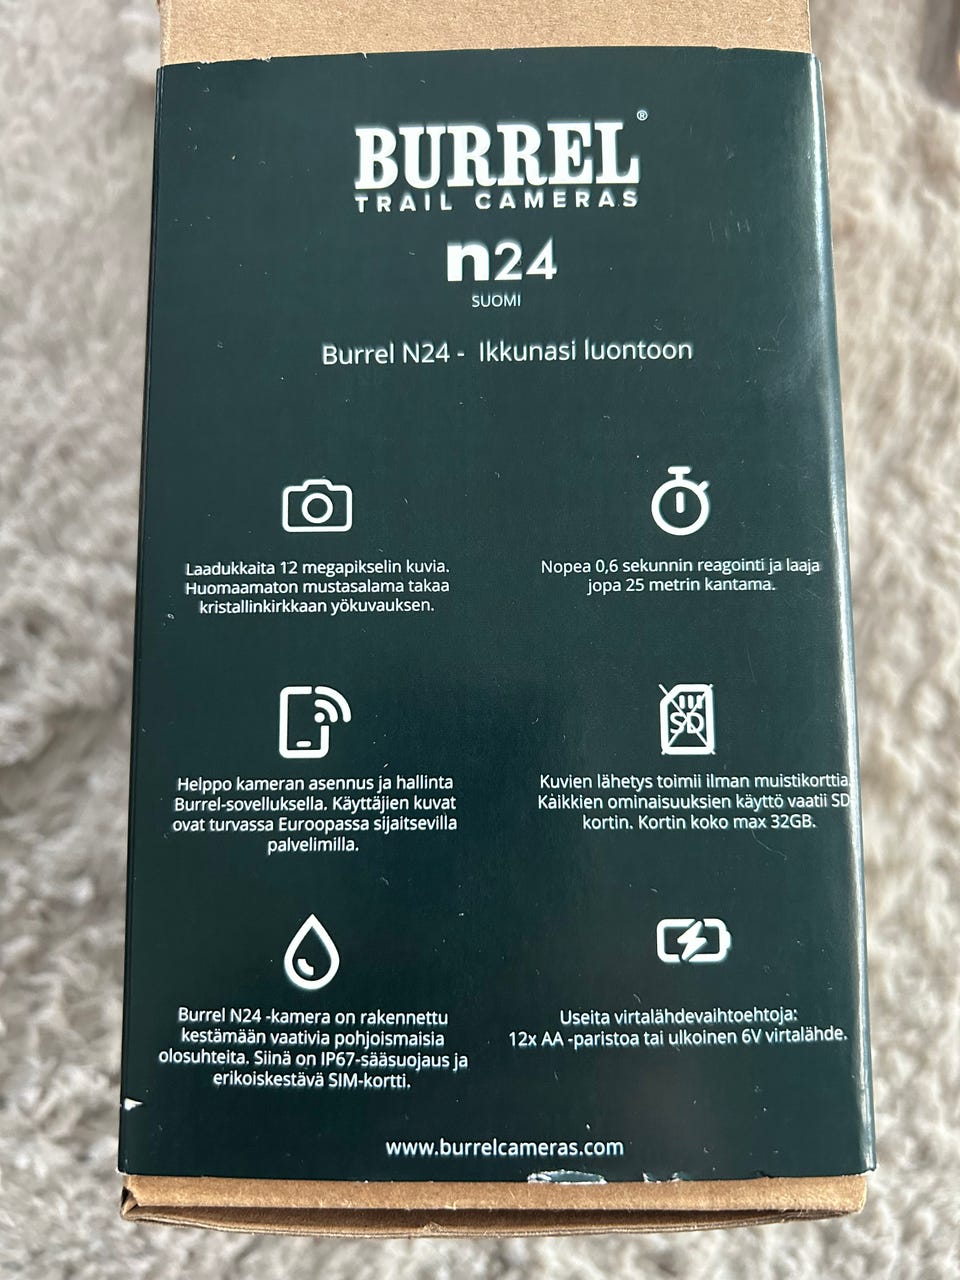 BURREL®
TRAIL CAMERAS
n24
SUOMI
Burrel N24 - Ikkunasi luontoon
Laadukkaita 12 megapikselin kuvia.
Huomaamaton mustasalama takaa
kristallinkirkkaan yökuvauksen.
Nopea 0,6 sekunnin reagointi ja laaja
jopa 25 metrin kantama.
Helppo kameran asennus ja hallinta
Burrel-sovelluksella. Käyttäjien kuvat
ovat turvassa Euroopassa sijaitsevilla
palvelimilla.
SD
Kuvien lähetys toimii ilman muistikorttia.
Kaikkien ominaisuuksien käyttö vaatii SD
kortin. Kortin koko max 32GB.
Burrel N24 -kamera on rakennettu
kestämään vaativia pohjoismaisia
olosuhteita. Siinä on IP67-sääsuojaus ja
erikoiskestävä SIM-kortti.
Useita virtalähdevaihtoehtoja:
12x AA -paristoa tai ulkoinen 6V virtalähde.
www.burrelcameras.com